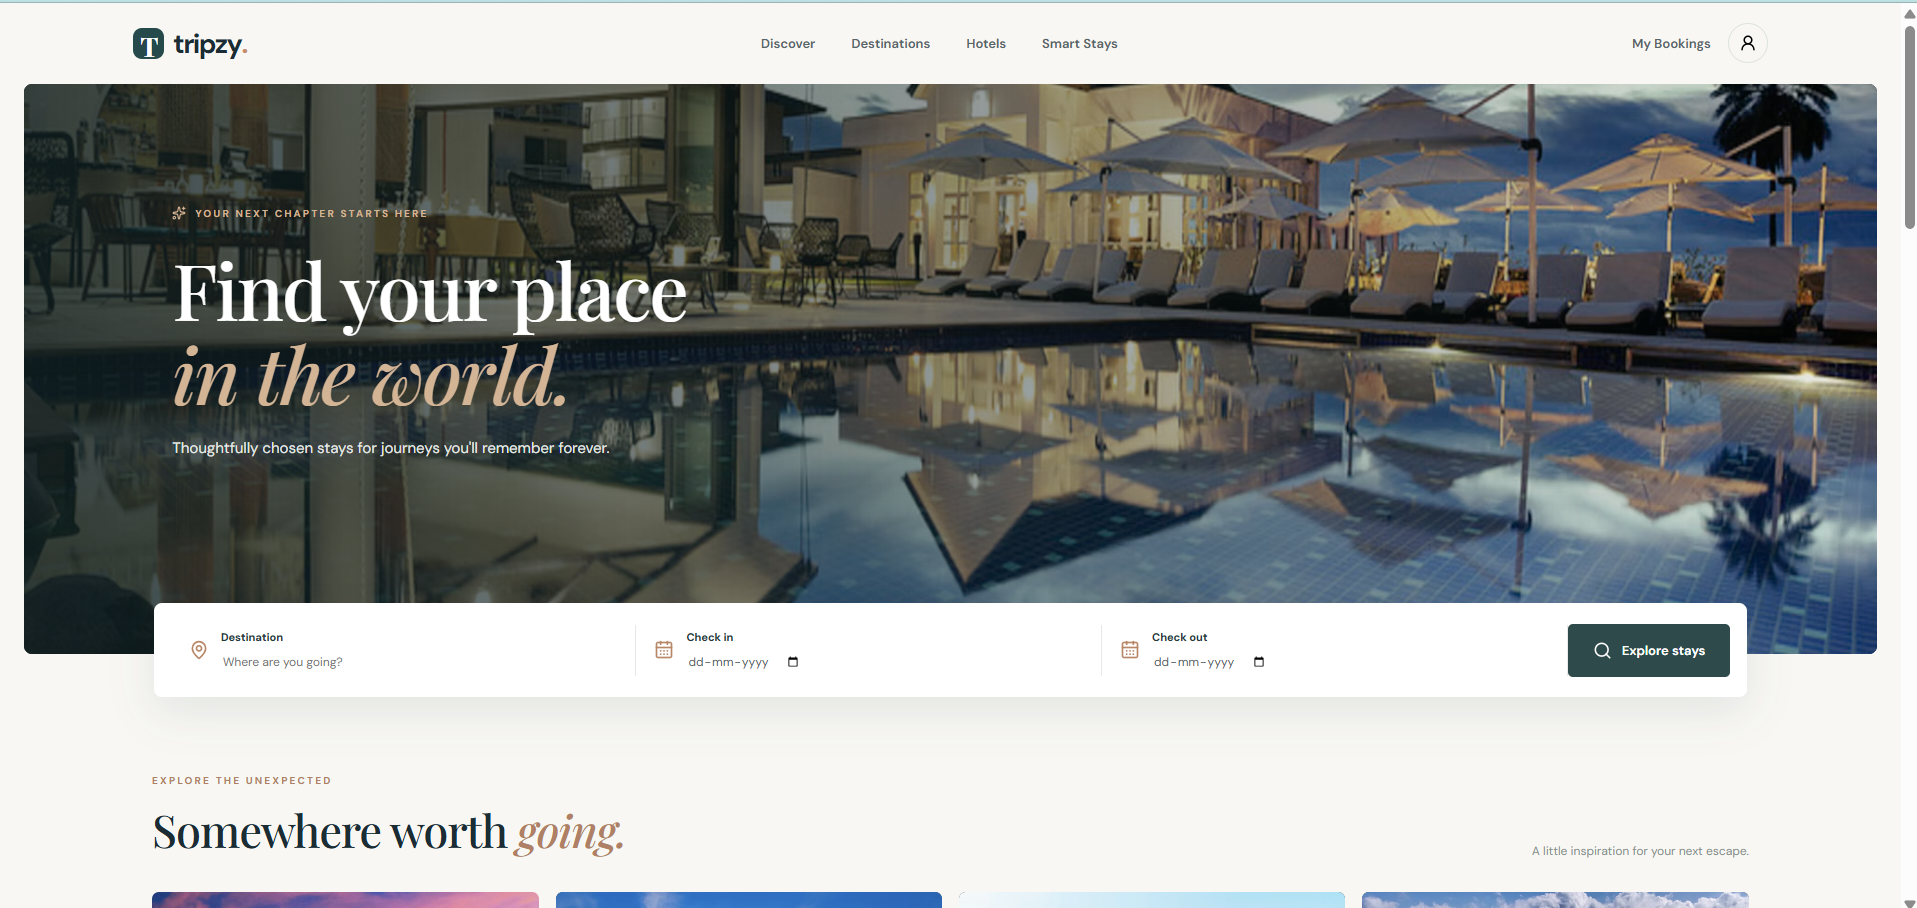 T tripzy.
Discover
Destinations
Hotels
Smart Stays
My Bookings
YOUR NEXT CHAPTER STARTS HERE
Find your place
in the world.
Thoughtfully chosen stays for journeys you'll remember forever.
Destination
Where are you going?
Check in
dd-mm-yyyy
Check out
dd-mm-yyyy
Explore stays
EXPLORE THE UNEXPECTED
Somewhere worth going.
A little inspiration for your next escape.